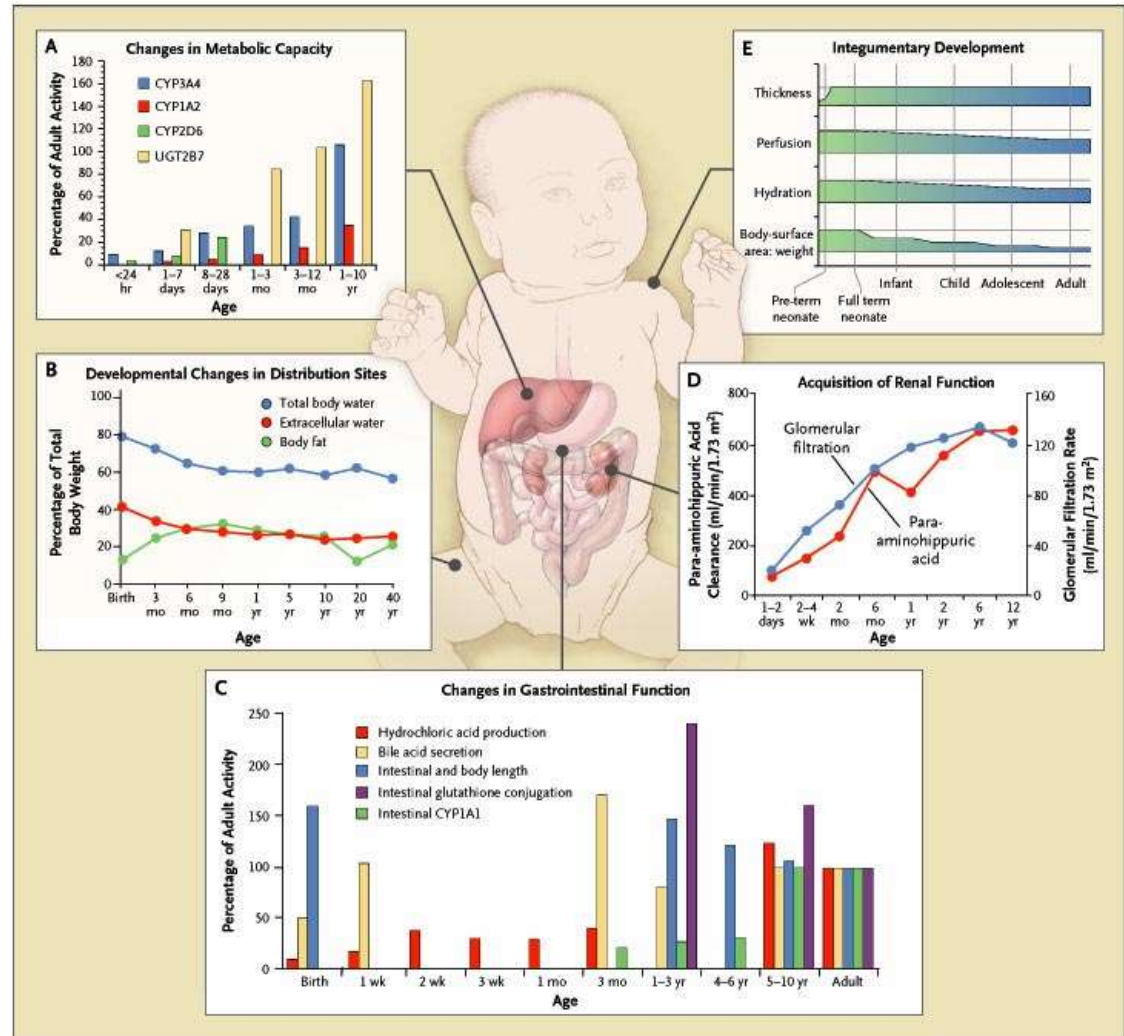 A
Changes in Metabolic Capacity
Percentage of Adult Activity
180
160
140
120
100
80
60
40
20
0
CYP3A4
CYP1A2
CYP2D6
UGT2B7
<24 hr
1–7 days
8–28 days
1–3 mo
3–12 mo
1–10 yr
Age
E
Integumentary Development
Thickness
Perfusion
Hydration
Body-surface
area: weight
Infant
Child
Adolescent
Adult
Pre-term
neonate
Full term
neonate
B
Developmental Changes in Distribution Sites
Percentage of Total
Body Weight
100
80
60
40
20
0
Total body water
Extracellular water
Body fat
Birth
3 mo
6 mo
9 mo
1 yr
5 yr
10 yr
20 yr
40 yr
Age
D
Acquisition of Renal Function
Para-aminohippuric Acid
Clearance (ml/min/1.73 m²)
800
600
400
200
0
Glomerular
filtration
Para-
aminohippuric
acid
160
120
80
40
0
Glomerular Filtration Rate
(ml/min/1.73 m²)
1–2 days
2–4 wk
2 mo
6 mo
1 yr
2 yr
6 yr
12 yr
Age
C
Changes in Gastrointestinal Function
Percentage of Adult Activity
250
200
150
100
50
0
Hydrochloric acid production
Bile acid secretion
Intestinal and body length
Intestinal glutathione conjugation
Intestinal CYP1A1
Birth
1 wk
2 wk
3 wk
1 mo
3 mo
1–3 yr
4–6 yr
5–10 yr
Adult
Age